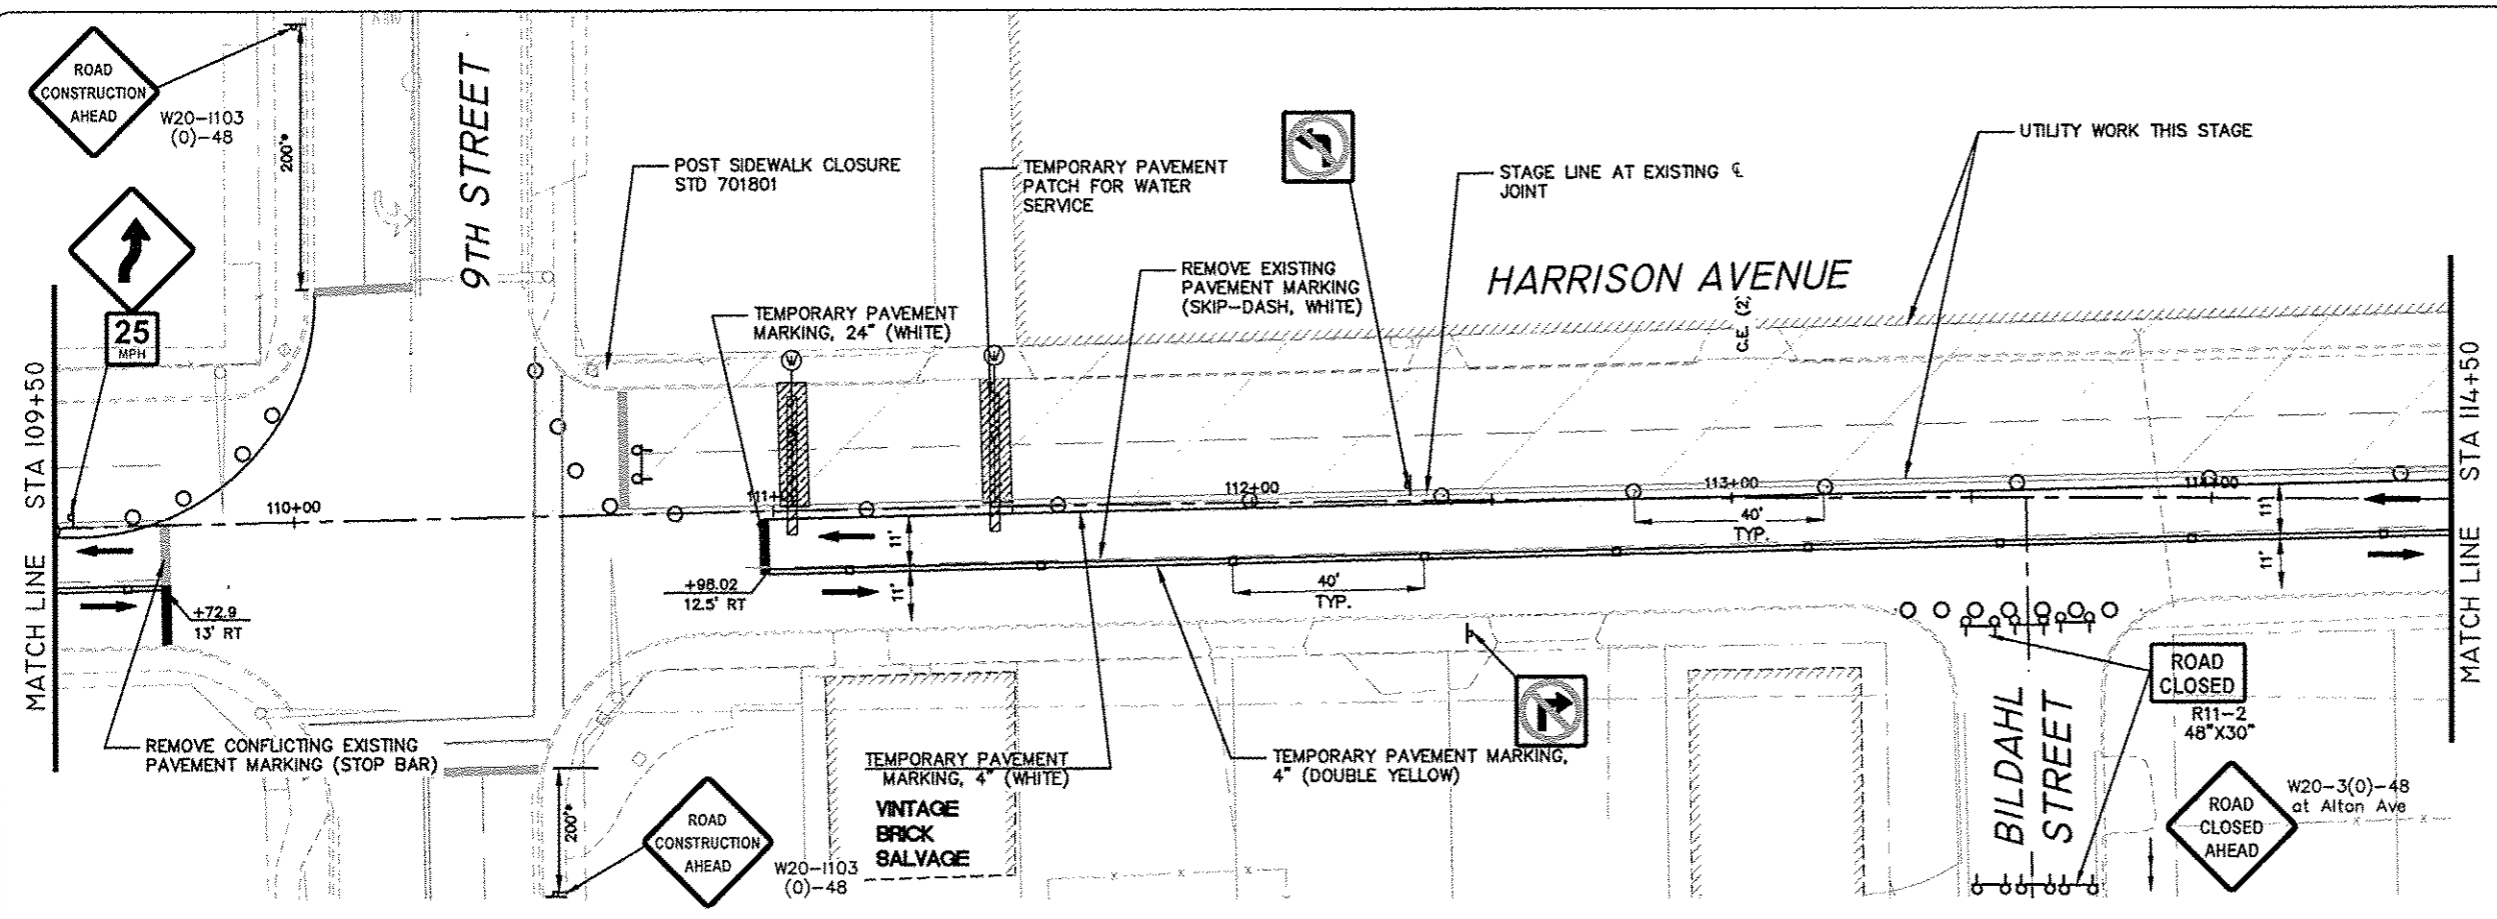 ROAD
CONSTRUCTION
AHEAD
W20-I103
(0)-48
200'*
9TH STREET
25
MPH
MATCH LINE STA 109+50
POST SIDEWALK CLOSURE
STD 701801
TEMPORARY PAVEMENT
PATCH FOR WATER
SERVICE
STAGE LINE AT EXISTING ℄
JOINT
UTILITY WORK THIS STAGE
REMOVE EXISTING
PAVEMENT MARKING
(SKIP-DASH, WHITE)
HARRISON AVENUE
C.E. (2)
TEMPORARY PAVEMENT
MARKING, 24" (WHITE)
W
W
110+00
111+00
112+00
113+00
114+00
40'
TYP.
11'
11'
11'
11'
40'
TYP.
+98.02
12.5' RT
+72.9
13' RT
MATCH LINE STA 114+50
REMOVE CONFLICTING EXISTING
PAVEMENT MARKING (STOP BAR)
200'*
ROAD
CONSTRUCTION
AHEAD
W20-I103
(0)-48
TEMPORARY PAVEMENT
MARKING, 4" (WHITE)
VINTAGE
BRICK
SALVAGE
TEMPORARY PAVEMENT MARKING,
4" (DOUBLE YELLOW)
BILDAHL
STREET
ROAD
CLOSED
R11-2
48"X30"
ROAD
CLOSED
AHEAD
W20-3(0)-48
at Alton Ave